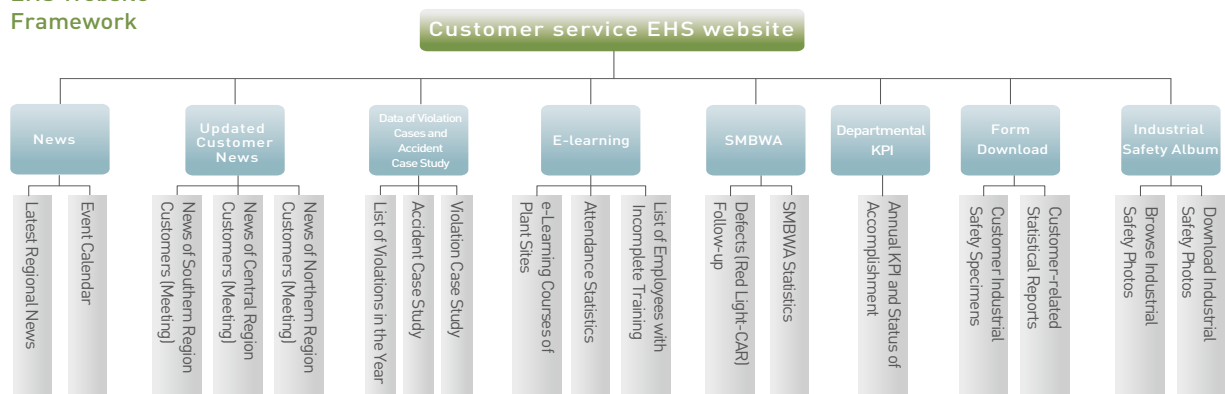 EHS Website
Framework
Customer service EHS website
News
Updated
Customer
News
Data of Violation
Cases and
Accident
Case Study
E-learning
SMBWA
Departmental
KPI
Form
Download
Industrial
Safety Album
Latest Regional News
Event Calendar
News of Southern Region
Customers (Meeting)
News of Central Region
Customers (Meeting)
News of Northern Region
Customers (Meeting)
List of Violations in the Year
Accident Case Study
Violation Case Study
e-Learning Courses of
Plant Sites
Attendance Statistics
List of Employees with
Incomplete Training
Defects (Red Light-CAR)
Follow-up
SMBWA Statistics
Annual KPI and Status of
Accomplishment
Customer Industrial
Safety Specimens
Customer-related
Statistical Reports
Browse Industrial
Safety Photos
Download Industrial
Safety Photos